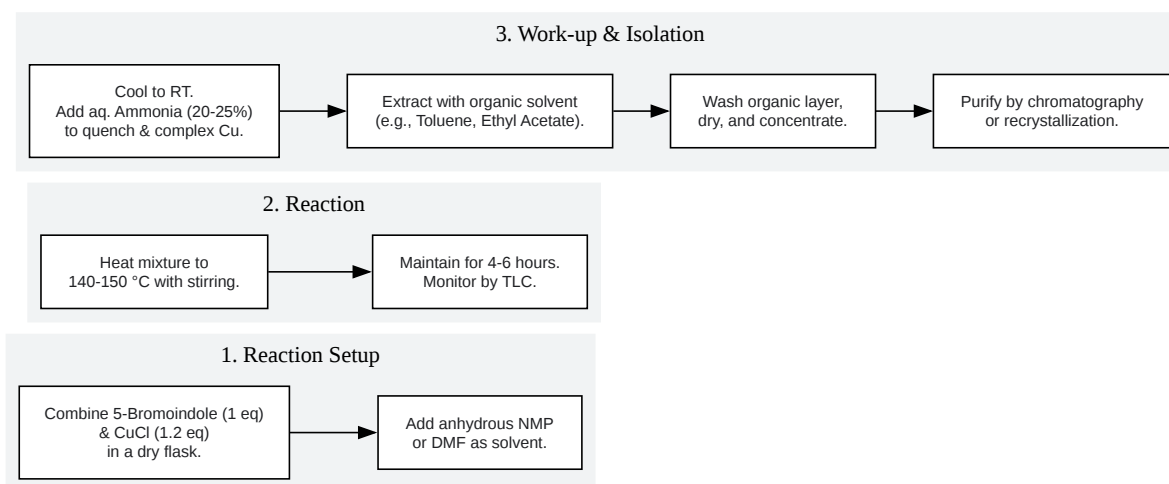 3. Work-up & Isolation
Cool to RT.
Add aq. Ammonia (20-25%)
to quench & complex Cu.
Extract with organic solvent
(e.g., Toluene, Ethyl Acetate).
Wash organic layer,
dry, and concentrate.
Purify by chromatography
or recrystallization.
2. Reaction
Heat mixture to
140-150 °C with stirring.
Maintain for 4-6 hours.
Monitor by TLC.
1. Reaction Setup
Combine 5-Bromoindole (1 eq)
& CuCl (1.2 eq)
in a dry flask.
Add anhydrous NMP
or DMF as solvent.